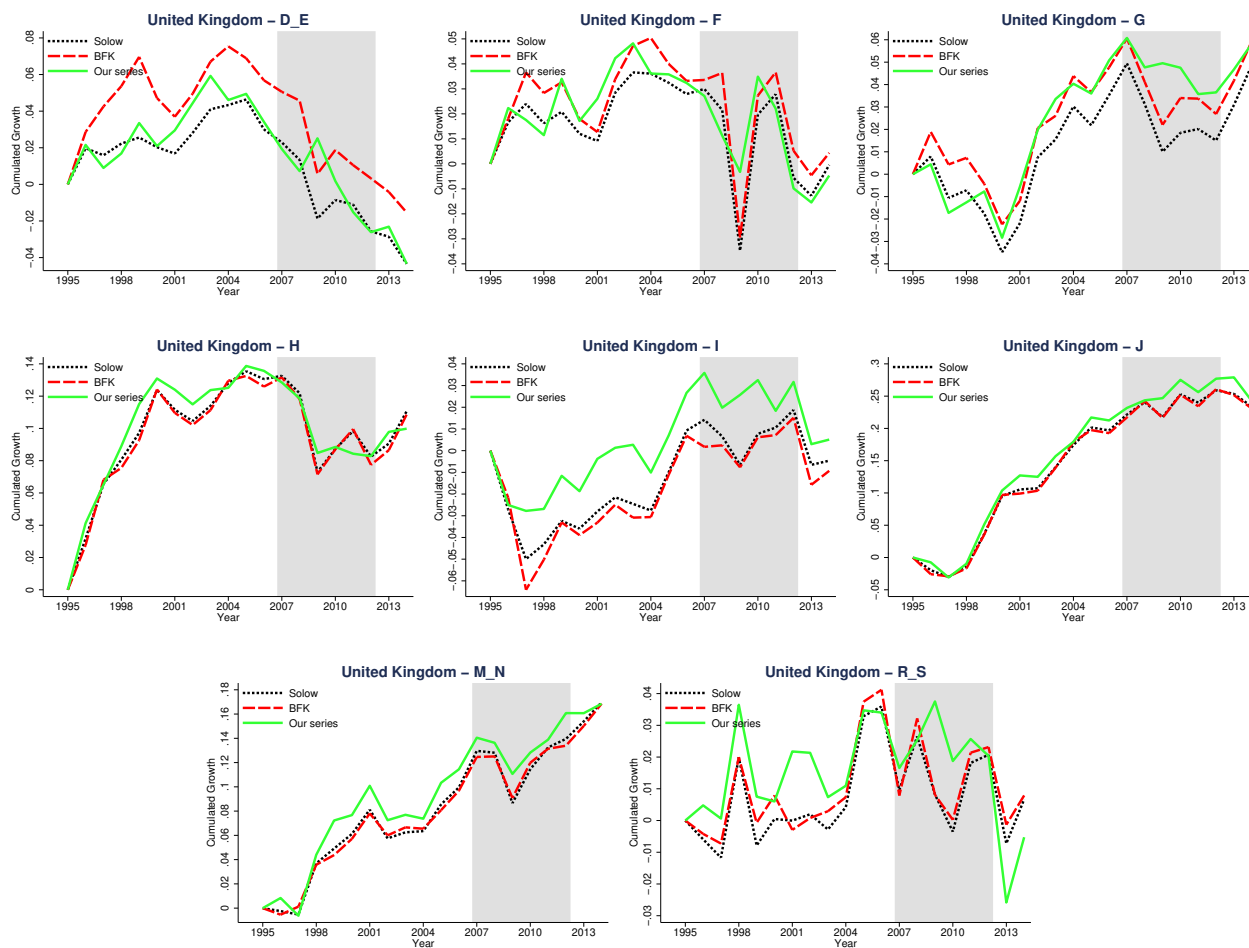 United Kingdom – D_E
Cumulated Growth
-.04 -.02 0 .02 .04 .06 .08
Solow
BFK
Our series
1995 1998 2001 2004 2007 2010 2013
Year
United Kingdom – F
Cumulated Growth
-.04 -.03 -.02 -.01 0 .01 .02 .03 .04 .05
Solow
BFK
Our series
1995 1998 2001 2004 2007 2010 2013
Year
United Kingdom – G
Cumulated Growth
-.04 -.03 -.02 -.01 0 .01 .02 .03 .04 .05 .06
Solow
BFK
Our series
1995 1998 2001 2004 2007 2010 2013
Year
United Kingdom – H
Cumulated Growth
0 .02 .04 .06 .08 .1 .12 .14
Solow
BFK
Our series
1995 1998 2001 2004 2007 2010 2013
Year
United Kingdom – I
Cumulated Growth
-.06 -.05 -.04 -.03 -.02 -.01 0 .01 .02 .03 .04
Solow
BFK
Our series
1995 1998 2001 2004 2007 2010 2013
Year
United Kingdom – J
Cumulated Growth
-.05 0 .05 .1 .15 .2 .25 .3
Solow
BFK
Our series
1995 1998 2001 2004 2007 2010 2013
Year
United Kingdom – M_N
Cumulated Growth
0 .02 .04 .06 .08 .1 .12 .14 .16 .18
Solow
BFK
Our series
1995 1998 2001 2004 2007 2010 2013
Year
United Kingdom – R_S
Cumulated Growth
-.03 -.02 -.01 0 .01 .02 .03 .04
Solow
BFK
Our series
1995 1998 2001 2004 2007 2010 2013
Year